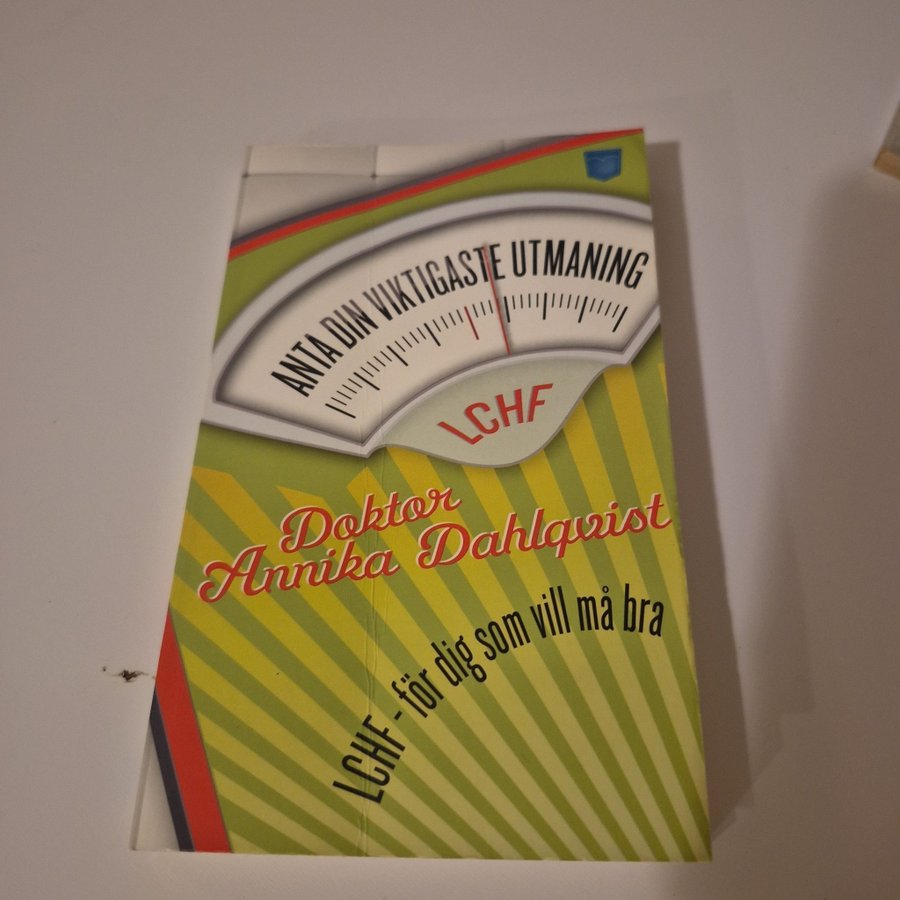 ANTA DIN VIKTIGASTE UTMANING
LCHF
Doktor
Annika Dahlqvist
LCHF - för dig som vill må bra